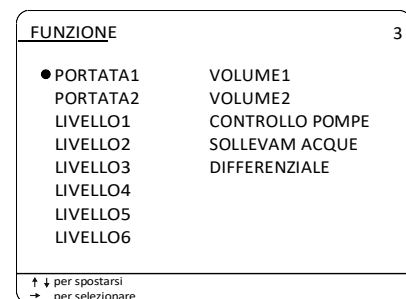 FUNZIONE 3
● PORTATA1 VOLUME1
PORTATA2 VOLUME2
LIVELLO1 CONTROLLO POMPE
LIVELLO2 SOLLEVAM ACQUE
LIVELLO3 DIFFERENZIALE
LIVELLO4
LIVELLO5
LIVELLO6
↑ ↓ per spostarsi
→ per selezionare